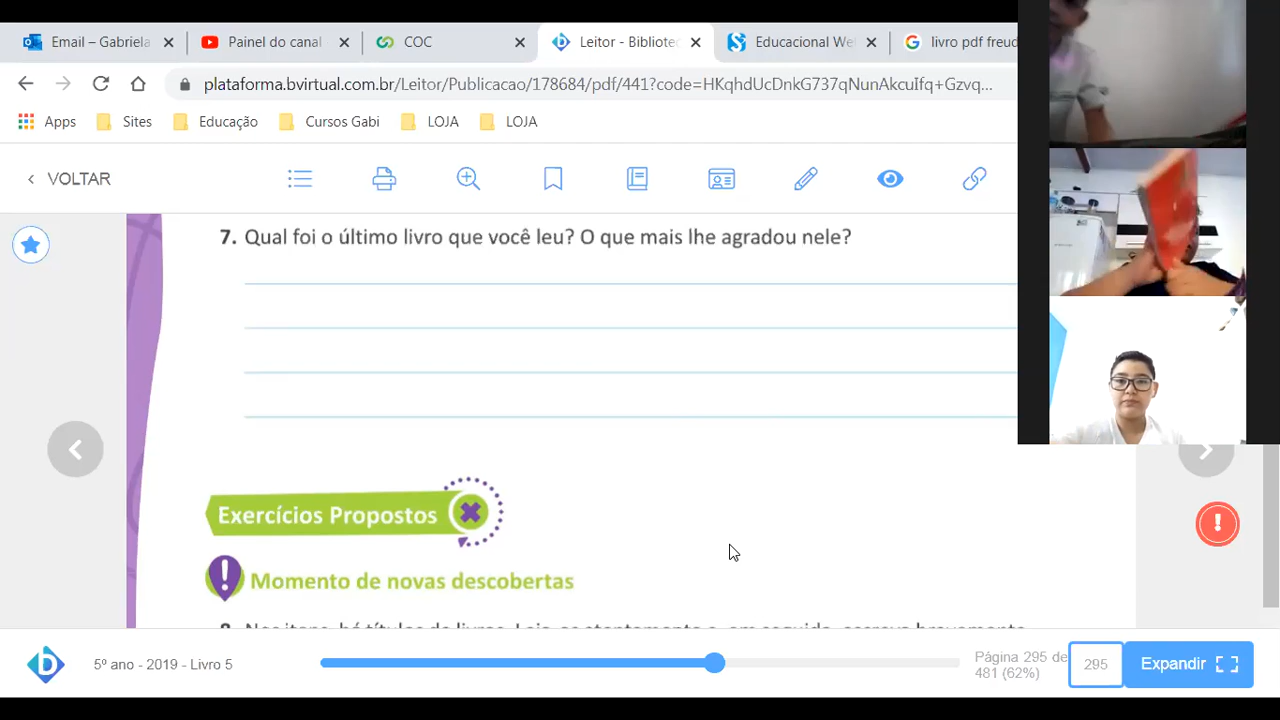 Email – Gabriela
Painel do canal
COC
Leitor - Bibliotec
Educacional We
livro pdf freud
plataforma.bvirtual.com.br/Leitor/Publicacao/178684/pdf/441?code=HKqhdUcDnkG737qNunAkcuIfq+Gzvq...
Apps
Sites
Educação
Cursos Gabi
LOJA
LOJA
VOLTAR
7. Qual foi o último livro que você leu? O que mais lhe agradou nele?
Exercícios Propostos
Momento de novas descobertas
5º ano - 2019 - Livro 5
Página 295 de
481 (62%)
295
Expandir